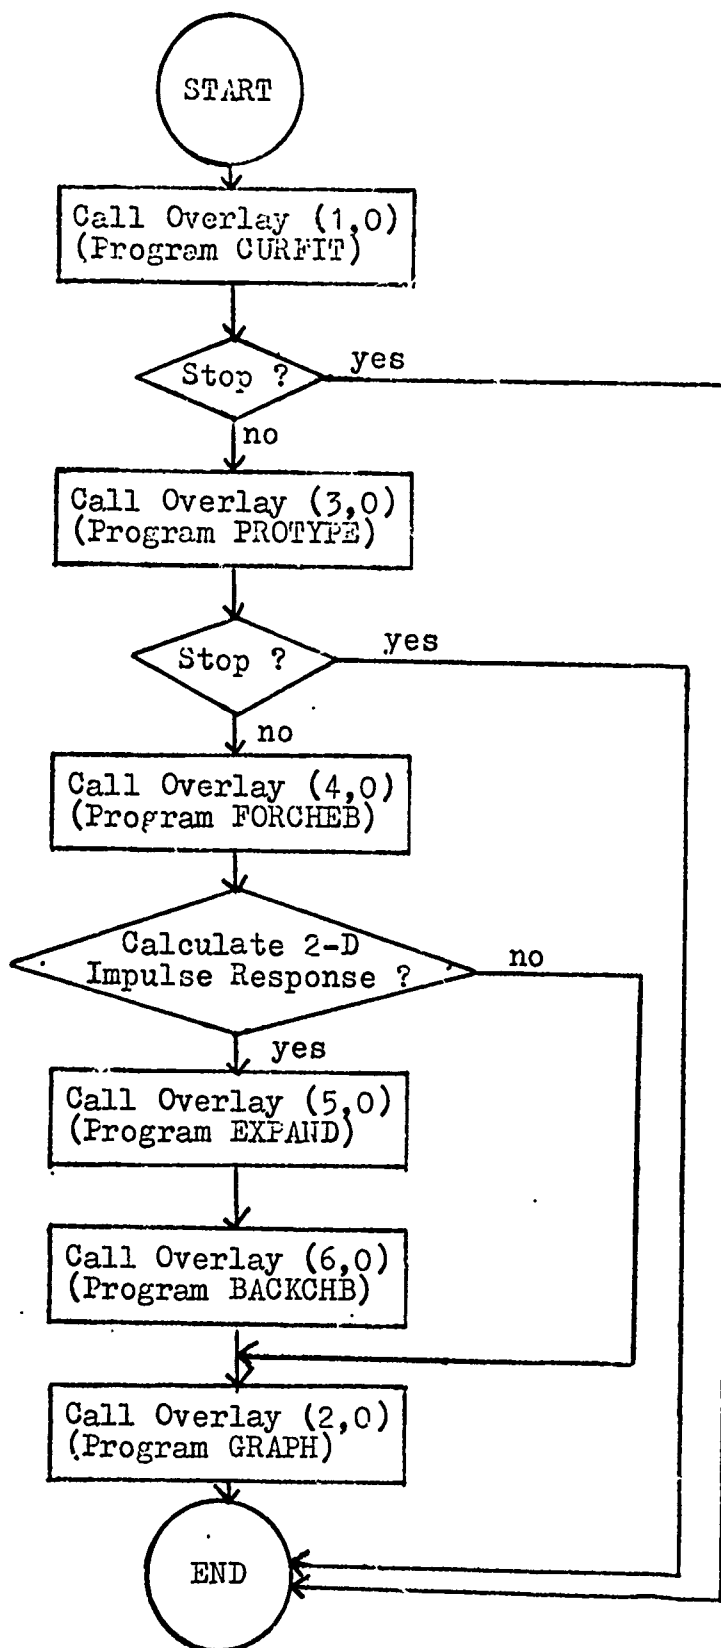 START
Call Overlay (1,0)
(Program CURFIT)
Stop ?
yes
no
Call Overlay (3,0)
(Program PROTYPE)
Stop ?
yes
no
Call Overlay (4,0)
(Program FORCHEB)
Calculate 2-D
Impulse Response ?
no
yes
Call Overlay (5,0)
(Program EXPAND)
Call Overlay (6,0)
(Program BACKCHB)
Call Overlay (2,0)
(Program GRAPH)
END